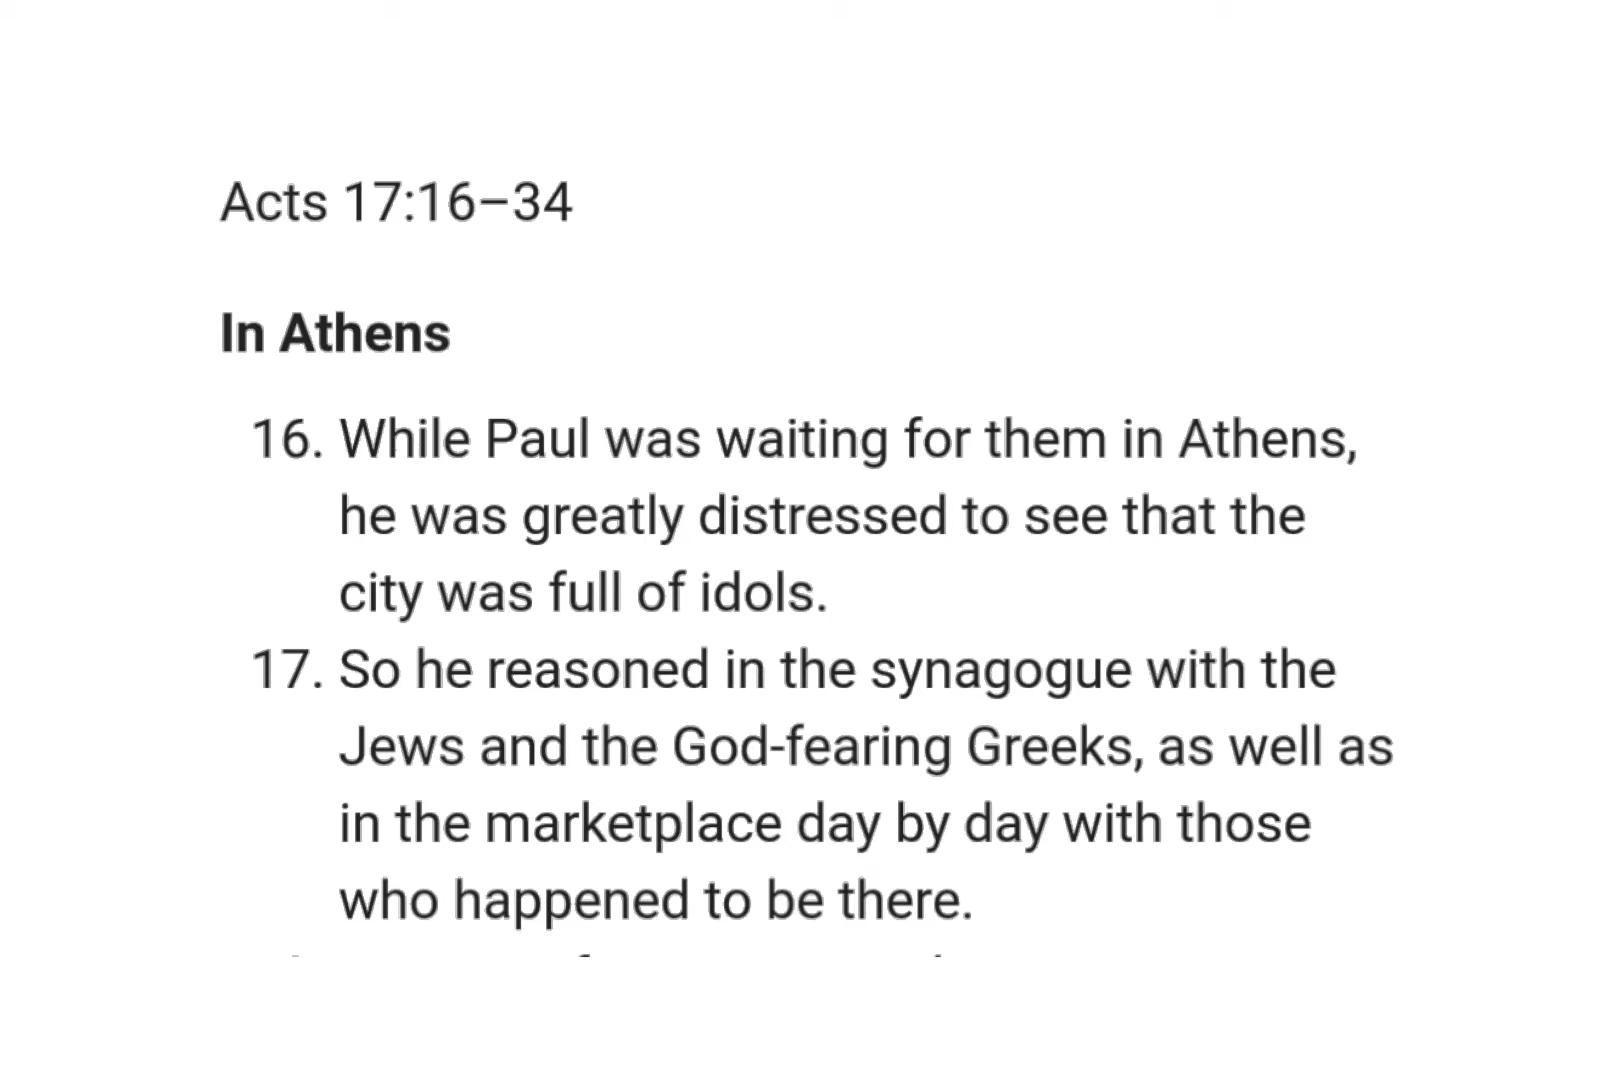 Acts 17:16–34
In Athens
16. While Paul was waiting for them in Athens,
he was greatly distressed to see that the
city was full of idols.
17. So he reasoned in the synagogue with the
Jews and the God-fearing Greeks, as well as
in the marketplace day by day with those
who happened to be there.